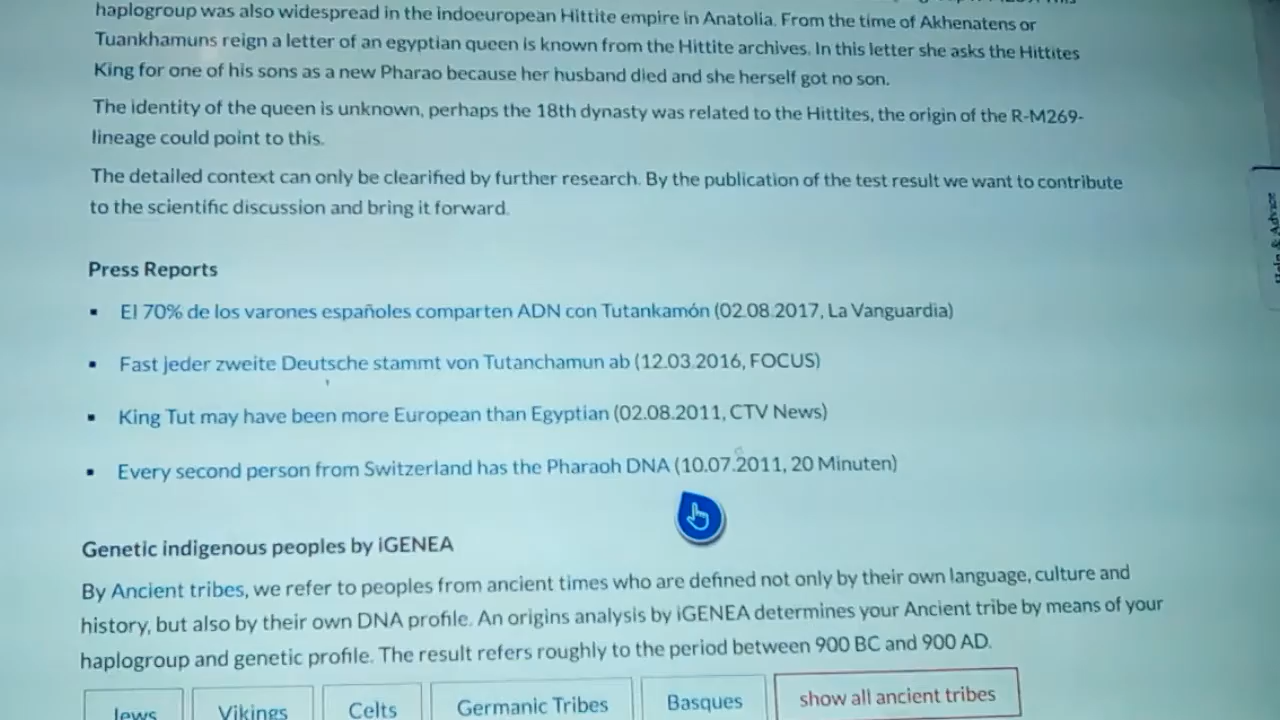 haplogroup was also widespread in the indoeuropean Hittite empire in Anatolia. From the time of Akhenatens or
Tuankhamuns reign a letter of an egyptian queen is known from the Hittite archives. In this letter she asks the Hittites
King for one of his sons as a new Pharao because her husband died and she herself got no son.
The identity of the queen is unknown, perhaps the 18th dynasty was related to the Hittites, the origin of the R-M269-
lineage could point to this.
The detailed context can only be clearified by further research. By the publication of the test result we want to contribute
to the scientific discussion and bring it forward.
Press Reports
El 70% de los varones españoles comparten ADN con Tutankamón (02.08.2017, La Vanguardia)
Fast jeder zweite Deutsche stammt von Tutanchamun ab (12.03.2016, FOCUS)
King Tut may have been more European than Egyptian (02.08.2011, CTV News)
Every second person from Switzerland has the Pharaoh DNA (10.07.2011, 20 Minuten)
Genetic indigenous peoples by iGENEA
By Ancient tribes, we refer to peoples from ancient times who are defined not only by their own language, culture and
history, but also by their own DNA profile. An origins analysis by iGENEA determines your Ancient tribe by means of your
haplogroup and genetic profile. The result refers roughly to the period between 900 BC and 900 AD.
Jews
Vikings
Celts
Germanic Tribes
Basques
show all ancient tribes
Help & Advice